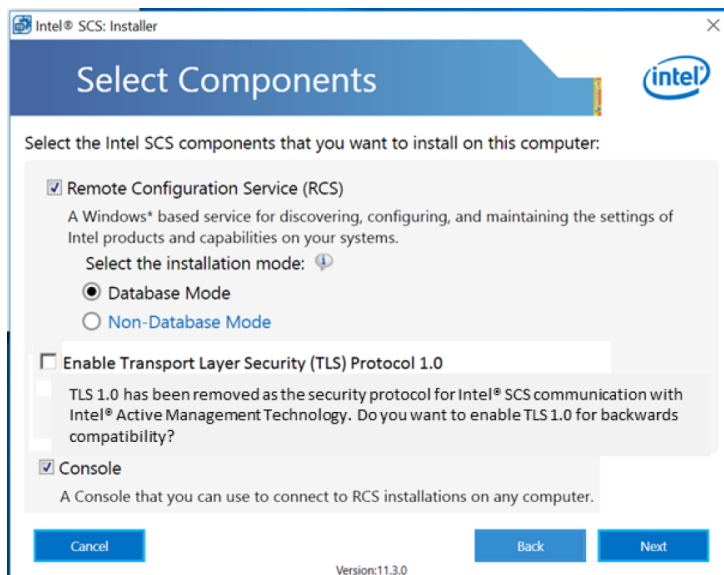 Intel® SCS: Installer
Select Components
intel
Select the Intel SCS components that you want to install on this computer:
Remote Configuration Service (RCS)
A Windows* based service for discovering, configuring, and maintaining the settings of
Intel products and capabilities on your systems.
Select the installation mode:
Database Mode
Non-Database Mode
Enable Transport Layer Security (TLS) Protocol 1.0
TLS 1.0 has been removed as the security protocol for Intel® SCS communication with
Intel® Active Management Technology. Do you want to enable TLS 1.0 for backwards
compatibility?
Console
A Console that you can use to connect to RCS installations on any computer.
Cancel
Back
Next
Version:11.3.0